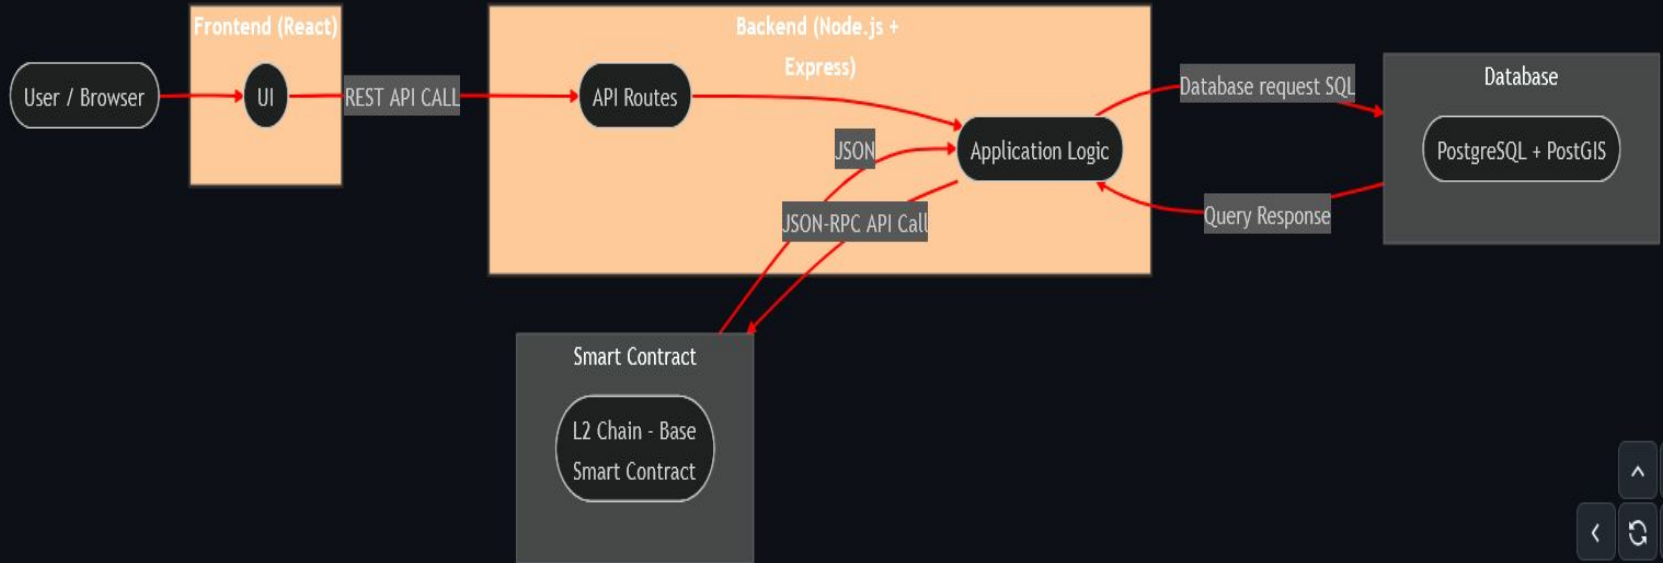 Frontend (React)
Backend (Node.js +
Express)
User / Browser
UI
REST API CALL
API Routes
JSON
JSON-RPC API Call
Application Logic
Database request SQL
Query Response
Database
PostgreSQL + PostGIS
Smart Contract
L2 Chain - Base
Smart Contract